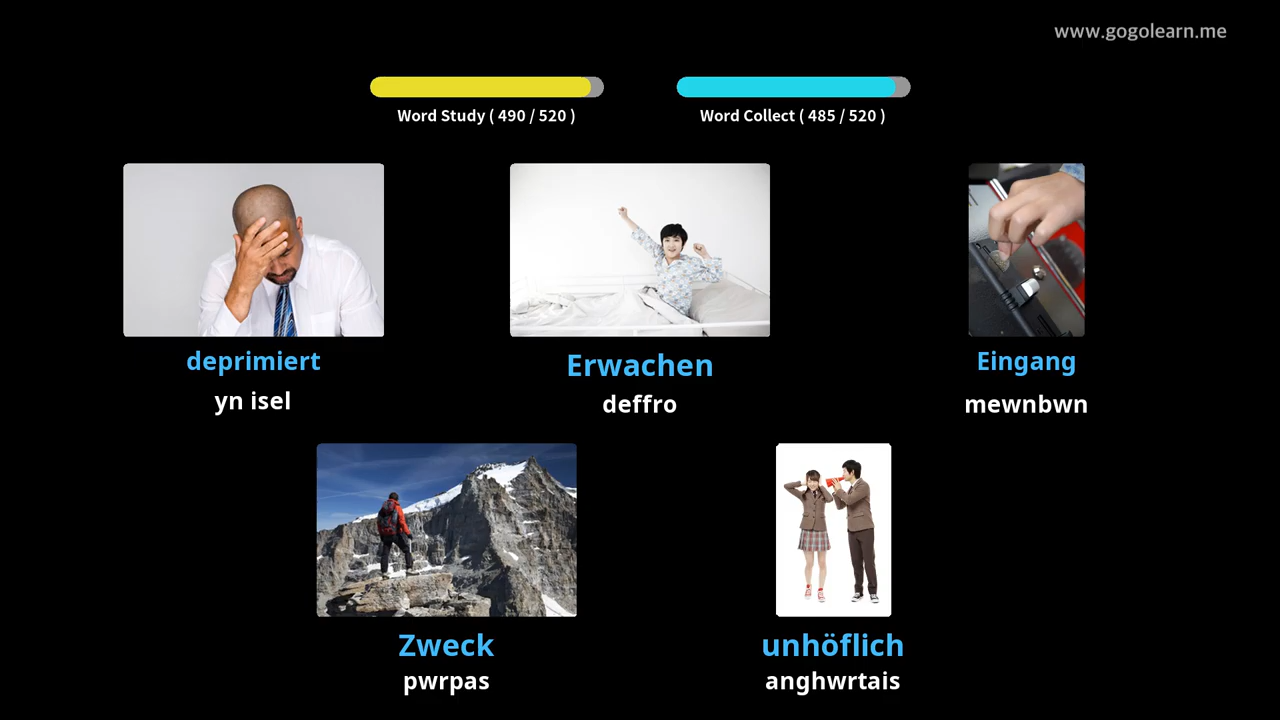 www.gogolearn.me
Word Study ( 490 / 520 )
Word Collect ( 485 / 520 )
deprimiert
yn isel
Erwachen
deffro
Eingang
mewnbwn
Zweck
pwrpas
unhöflich
anghwrtais